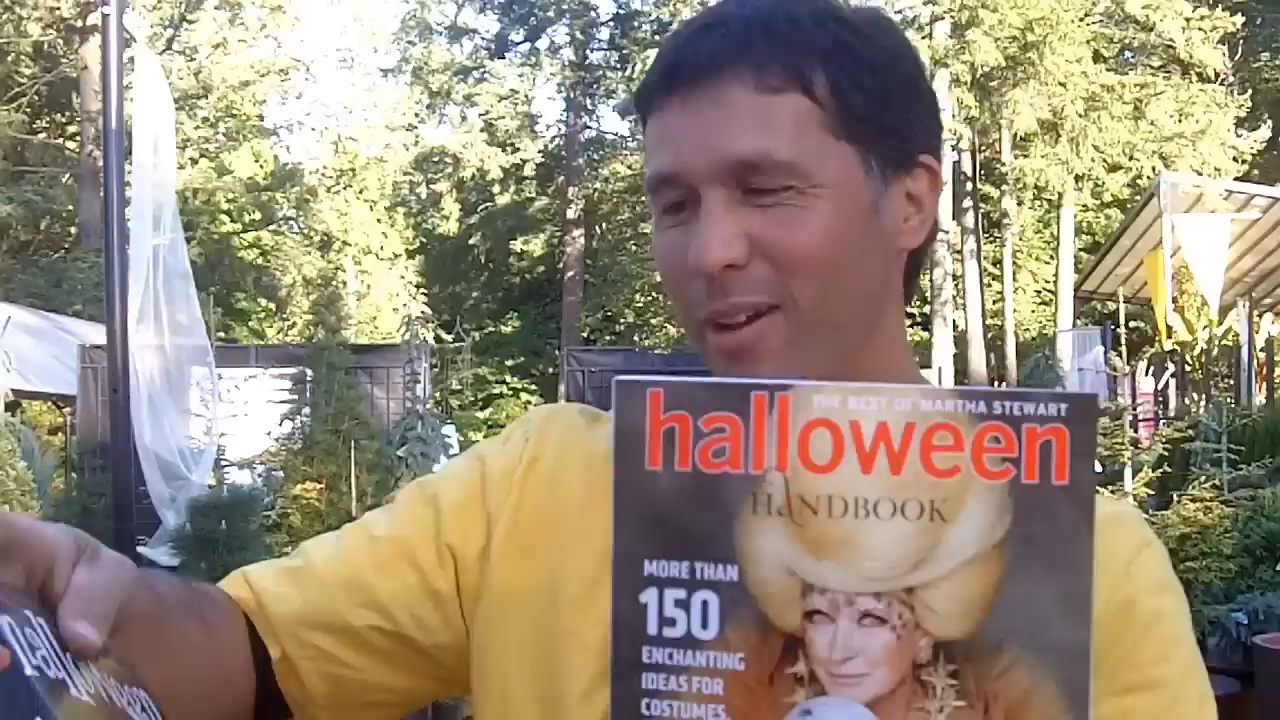 THE BEST OF MARTHA STEWART
halloween
HANDBOOK
MORE THAN
150
ENCHANTING
IDEAS FOR
COSTUMES,